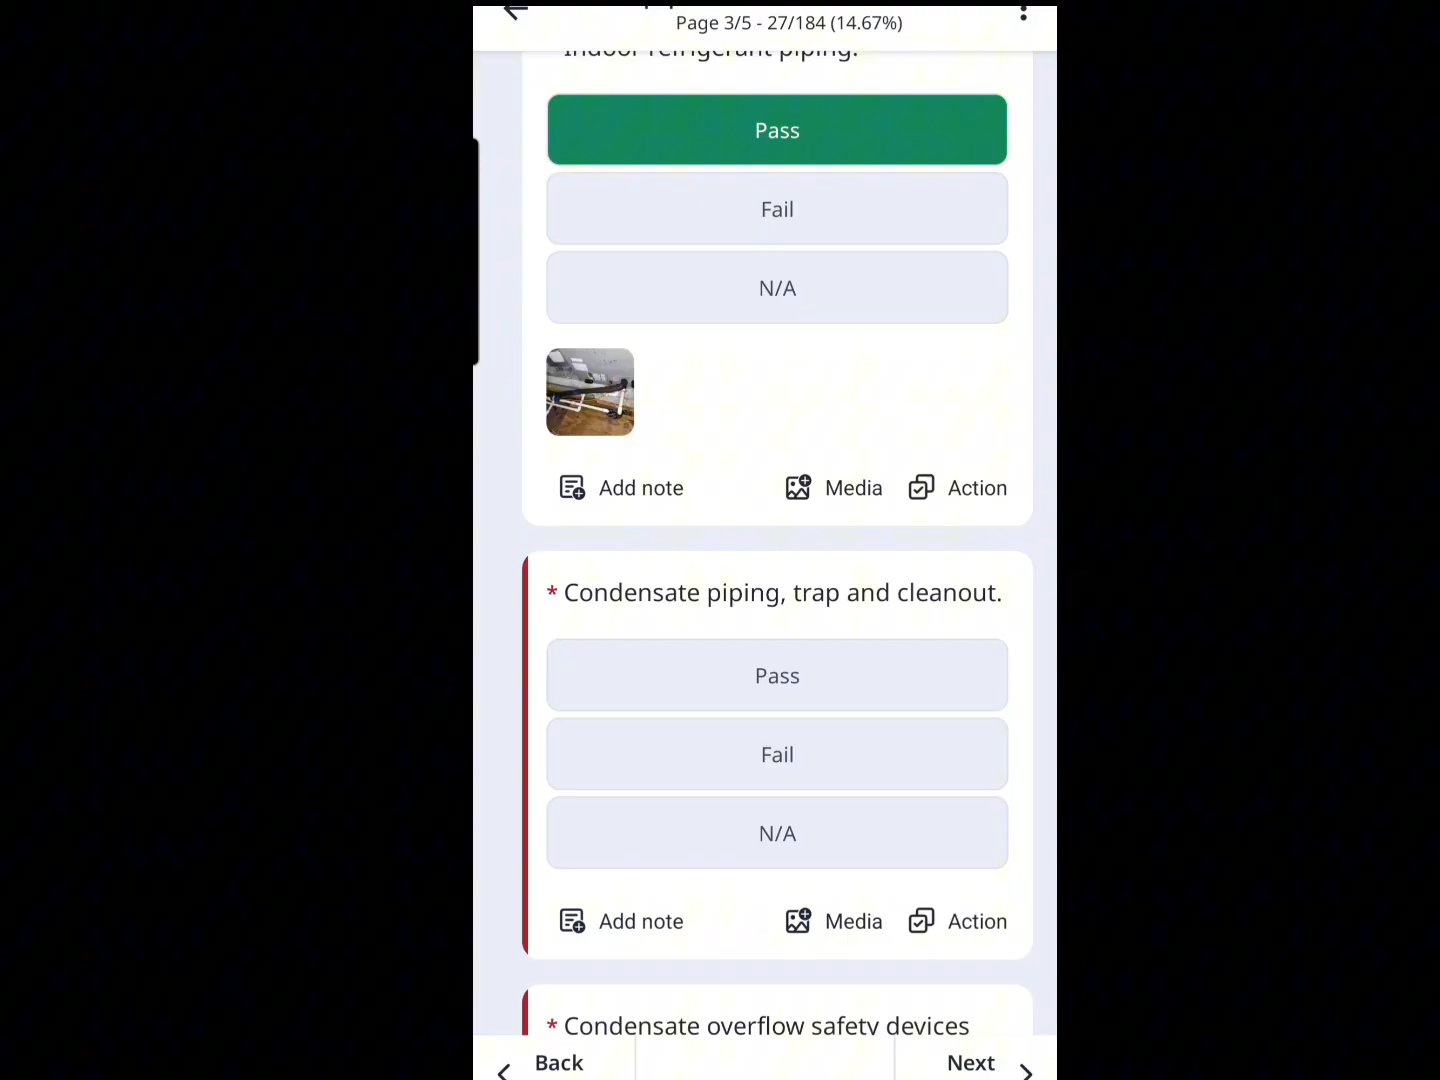 Page 3/5 - 27/184 (14.67%)
Indoor refrigerant piping.
Pass
Fail
N/A
Add note Media Action
* Condensate piping, trap and cleanout.
Pass
Fail
N/A
Add note Media Action
* Condensate overflow safety devices
Back Next